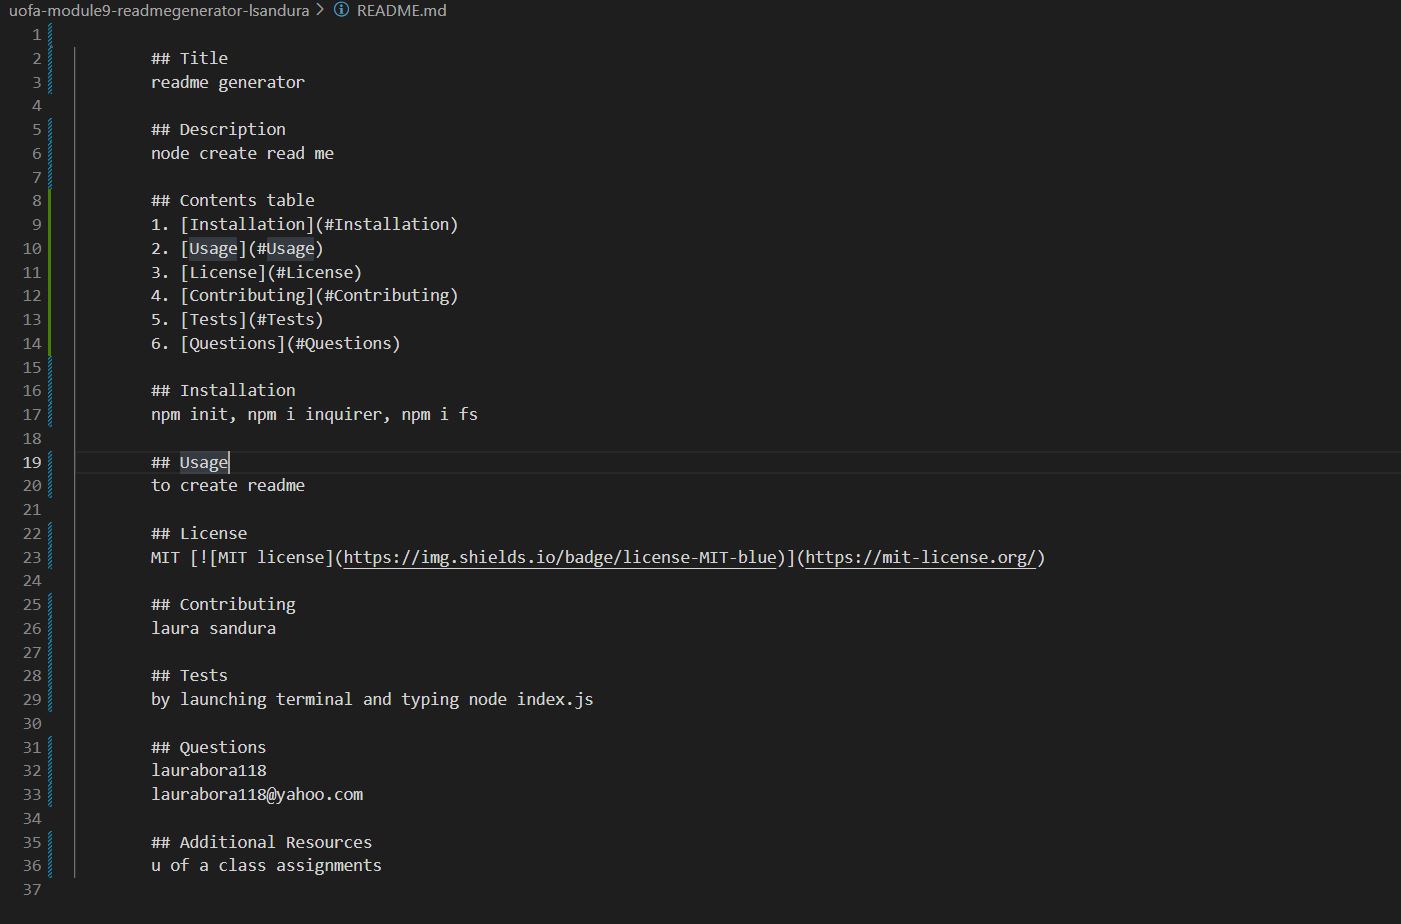 uofa-module9-readmegenerator-lsandura > README.md
1
2 ## Title
3 readme generator
4
5 ## Description
6 node create read me
7
8 ## Contents table
9 1. [Installation](#Installation)
10 2. [Usage](#Usage)
11 3. [License](#License)
12 4. [Contributing](#Contributing)
13 5. [Tests](#Tests)
14 6. [Questions](#Questions)
15
16 ## Installation
17 npm init, npm i inquirer, npm i fs
18
19 ## Usage
20 to create readme
21
22 ## License
23 MIT [![MIT license](https://img.shields.io/badge/license-MIT-blue)](https://mit-license.org/)
24
25 ## Contributing
26 laura sandura
27
28 ## Tests
29 by launching terminal and typing node index.js
30
31 ## Questions
32 laurabora118
33 laurabora118@yahoo.com
34
35 ## Additional Resources
36 u of a class assignments
37